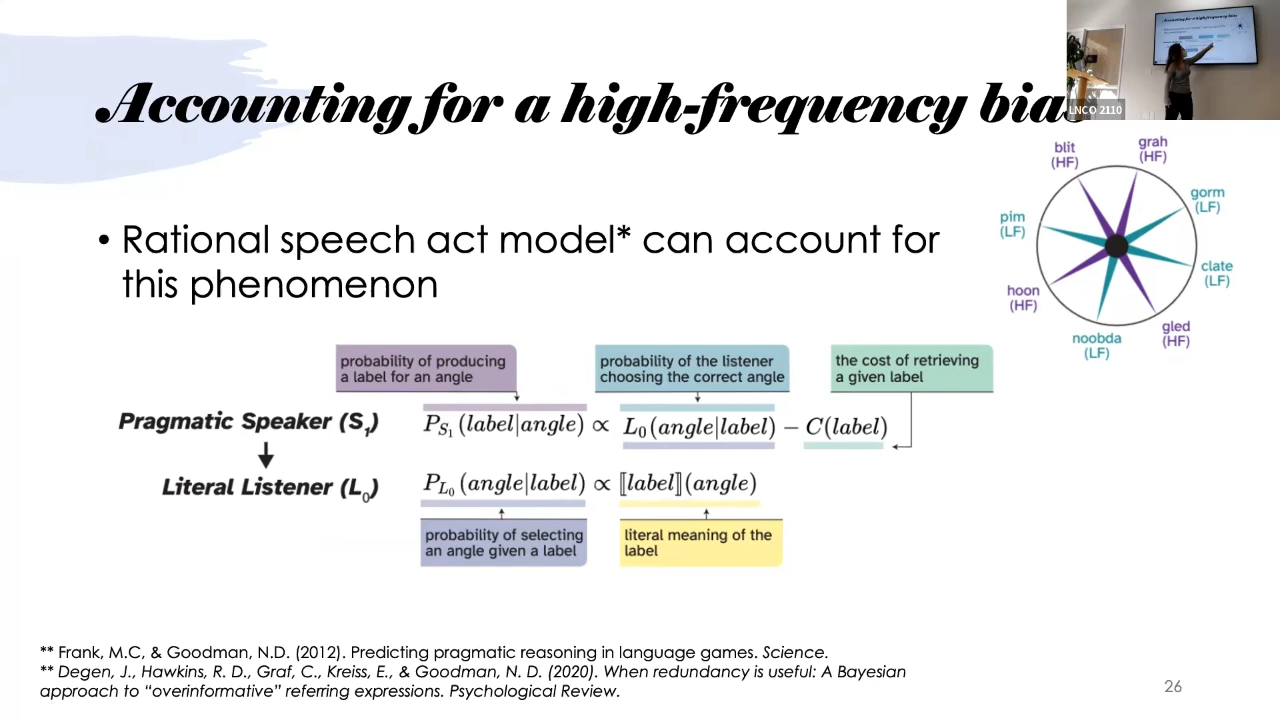 Accounting for a high-frequency bias
LNCO 2110
• Rational speech act model* can account for
this phenomenon
blit
(HF)
grah
(HF)
gorm
(LF)
clate
(LF)
gled
(HF)
noobda
(LF)
hoon
(HF)
pim
(LF)
probability of producing
a label for an angle
probability of the listener
choosing the correct angle
the cost of retrieving
a given label
Pragmatic Speaker (S₁)
P_S₁(label|angle) ∝ L₀(angle|label) − C(label)
Literal Listener (L₀)
P_L₀(angle|label) ∝ ⟦label⟧(angle)
probability of selecting
an angle given a label
literal meaning of the
label
** Frank, M.C, & Goodman, N.D. (2012). Predicting pragmatic reasoning in language games. Science.
** Degen, J., Hawkins, R. D., Graf, C., Kreiss, E., & Goodman, N. D. (2020). When redundancy is useful: A Bayesian
approach to “overinformative” referring expressions. Psychological Review.
26